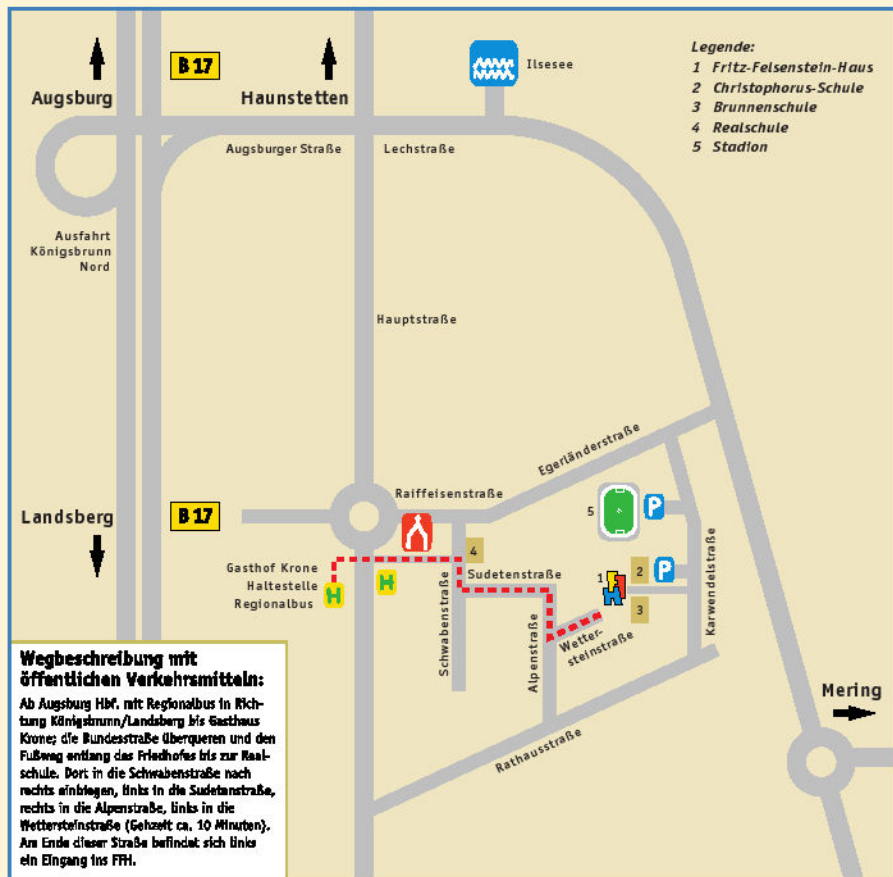 B 17
Ilsesee
Legende:
1 Fritz-Felsenstein-Haus
2 Christophorus-Schule
3 Brunnenschule
4 Realschule
5 Stadion
Augsburg
Haunstetten
Augsburger Straße
Lechstraße
Ausfahrt
Königsbrunn
Nord
Hauptstraße
Egerländerstraße
Raiffeisenstraße
Landsberg
B 17
5
P
4
Gasthof Krone
Haltestelle
Regionalbus
H
H
Sudetenstraße
1
2
P
3
Schwabenstraße
Alpenstraße
Wetter-
steinstraße
Karwendelstraße
Rathausstraße
Mering
Wegbeschreibung mit
öffentlichen Verkehrsmitteln:
Ab Augsburg Hbf. mit Regionalbus in Rich-
tung Königsbrunn/Landsberg bis Gasthaus
Krone; die Bundesstraße überqueren und den
Fußweg entlang des Friedhofes bis zur Real-
schule. Dort in die Schwabenstraße nach
rechts einbiegen, links in die Sudetenstraße,
rechts in die Alpenstraße, links in die
Wettersteinstraße (Gehzeit ca. 10 Minuten).
Am Ende dieser Straße befindet sich links
ein Eingang ins FFH.